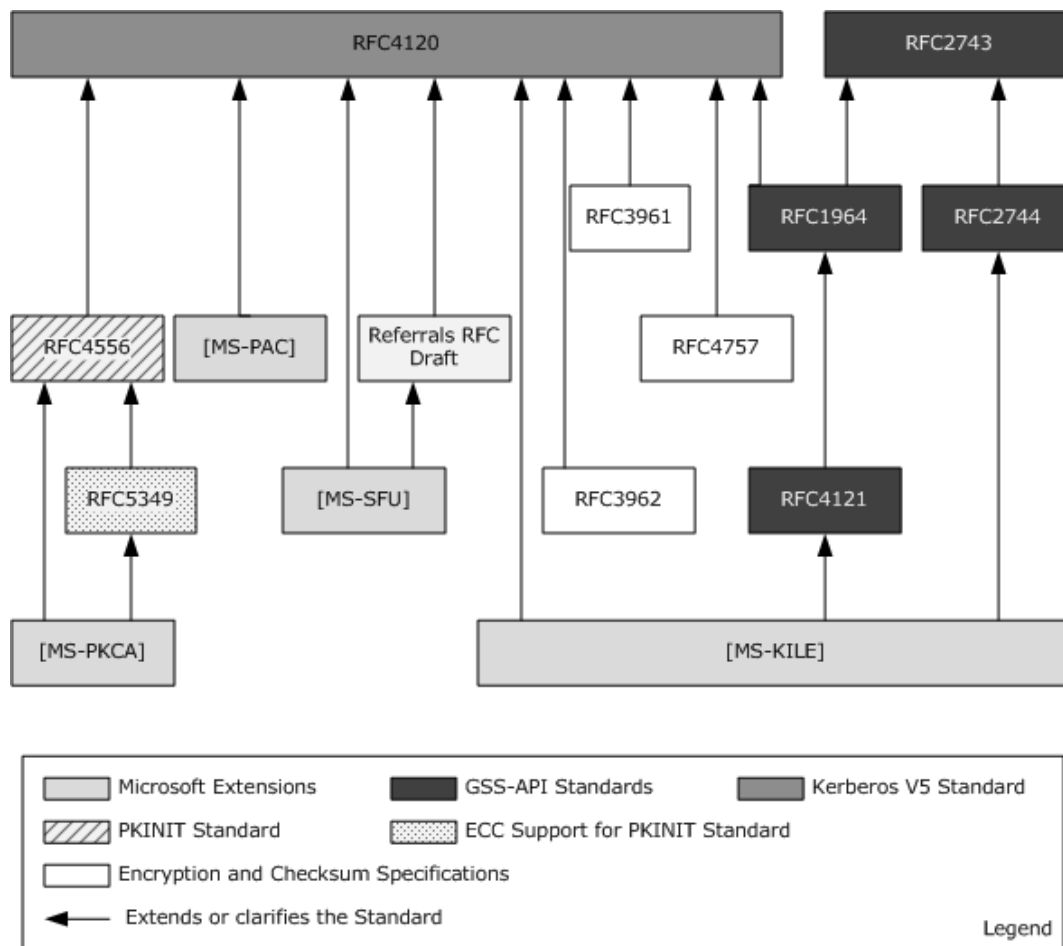 RFC4120
RFC2743
RFC3961
RFC1964
RFC2744
RFC4556
[MS-PAC]
Referrals RFC
Draft
RFC4757
RFC5349
[MS-SFU]
RFC3962
RFC4121
[MS-PKCA]
[MS-KILE]
Microsoft Extensions
GSS-API Standards
Kerberos V5 Standard
PKINIT Standard
ECC Support for PKINIT Standard
Encryption and Checksum Specifications
Extends or clarifies the Standard
Legend